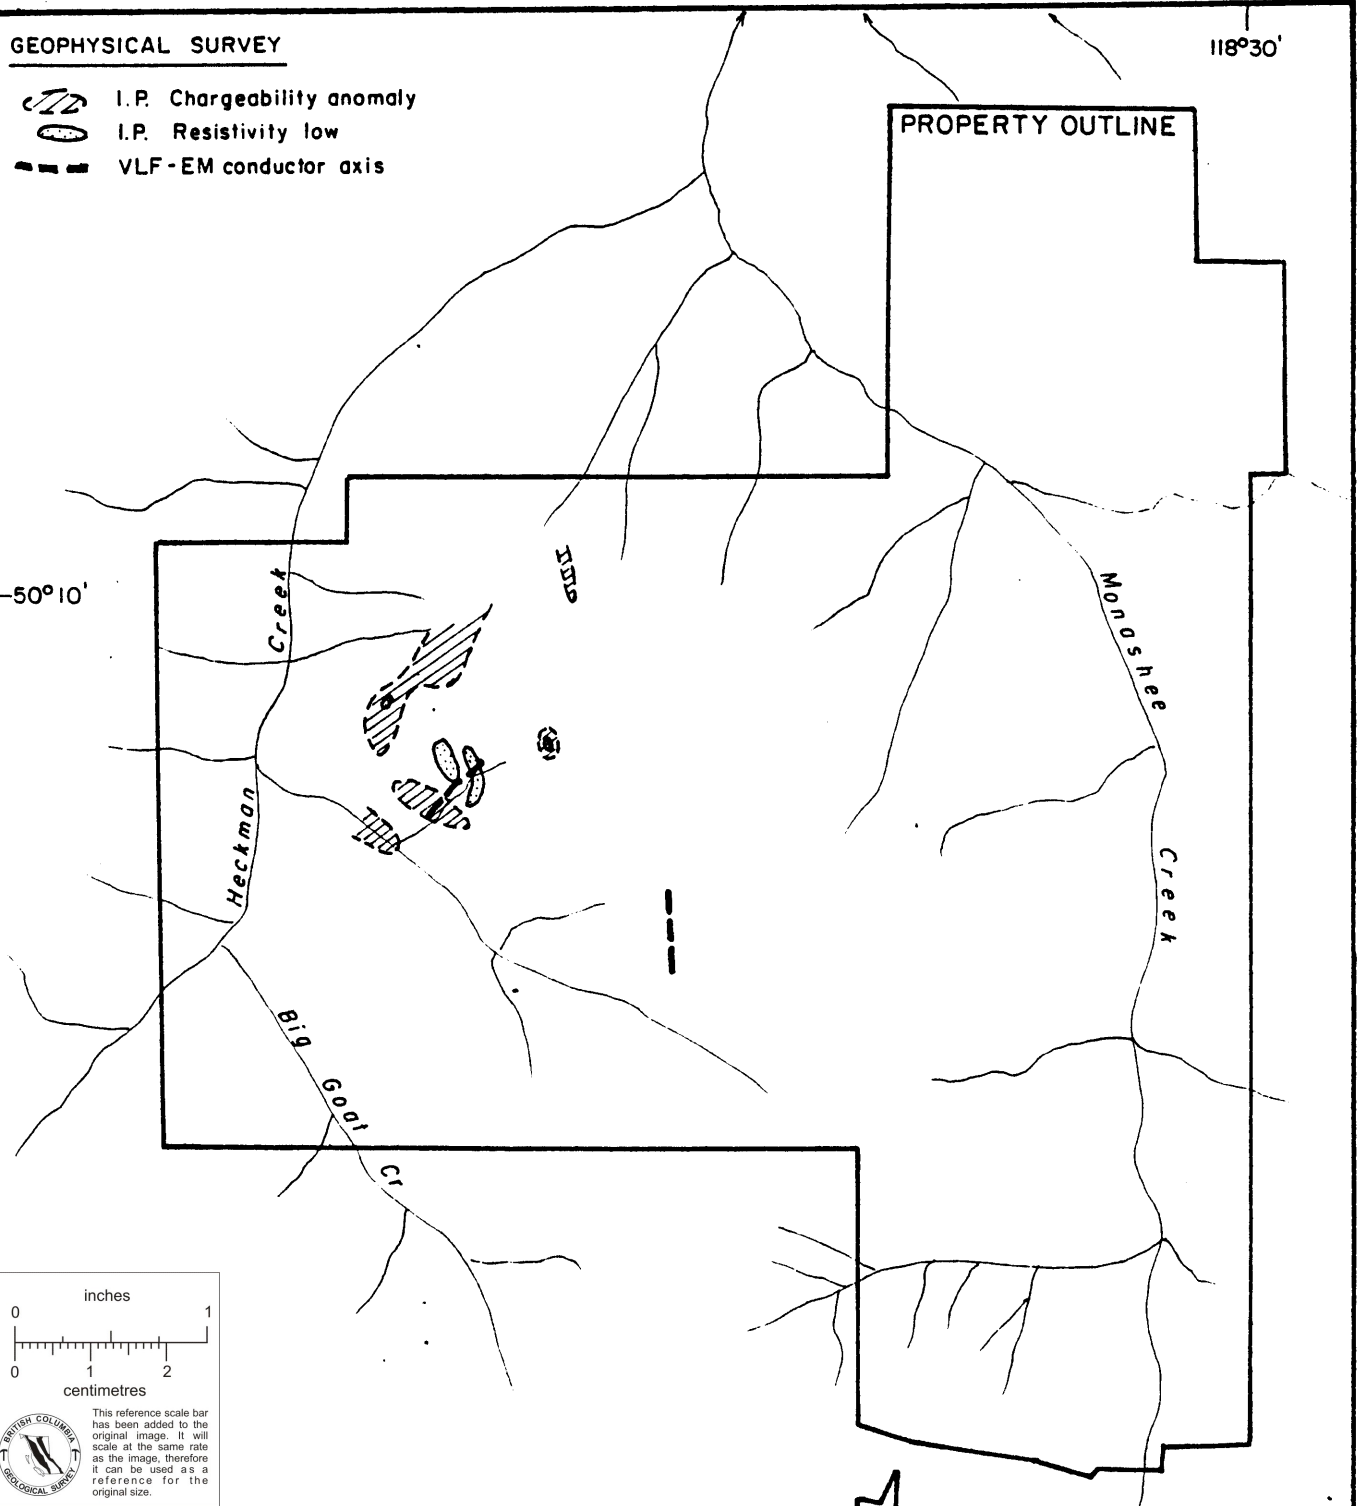 GEOPHYSICAL SURVEY
I.P. Chargeability anomaly
I.P. Resistivity low
VLF-EM conductor axis
118°30'
PROPERTY OUTLINE
50°10'
Heckman Creek
Monashee Creek
Big Goat Cr
inches
0 1
0 1 2
centimetres
This reference scale bar
has been added to the
original image. It will
scale at the same rate
as the image, therefore
it can be used as a
reference for the
original size.
BRITISH COLUMBIA
GEOLOGICAL SURVEY